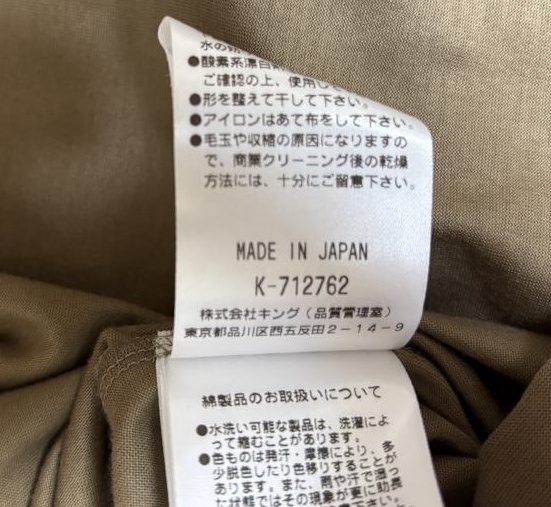 ●酸素系漂白
ご確認の上、使用し
●形を整えて干して下さい。
●アイロンはあて布をして下さい。
●毛玉や収縮の原因になりますの
で、商業クリーニング後の乾燥
方法には、十分にご留意下さい。
MADE IN JAPAN
K-712762
株式会社キング(品質管理室)
東京都品川区西五反田2-14-9
綿製品のお取扱いについて
●水洗い可能な製品は、洗濯によ
って縮むことがあります。
●色ものは発汗・摩擦により、多
少脱色したり色移りすることが
あります。また、雨や汗で湿っ
た状態ではその現象が更に助長